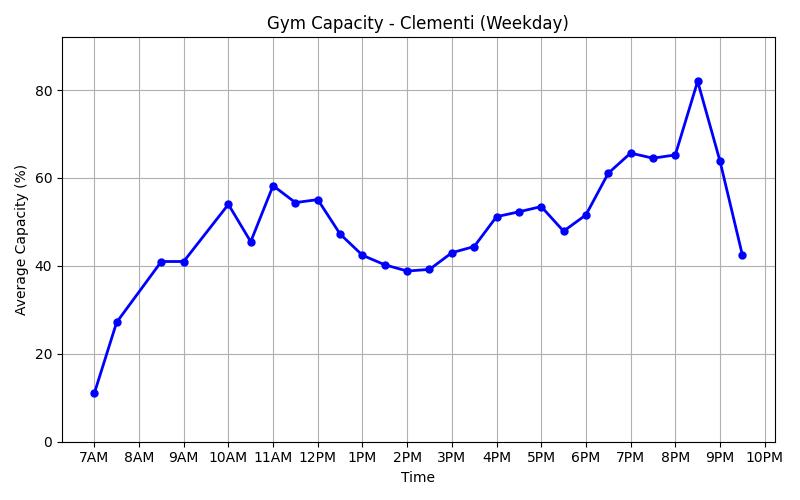 Gym Capacity - Clementi (Weekday)
Average Capacity (%)
80
60
40
20
0
7AM 8AM 9AM 10AM 11AM 12PM 1PM 2PM 3PM 4PM 5PM 6PM 7PM 8PM 9PM 10PM
Time